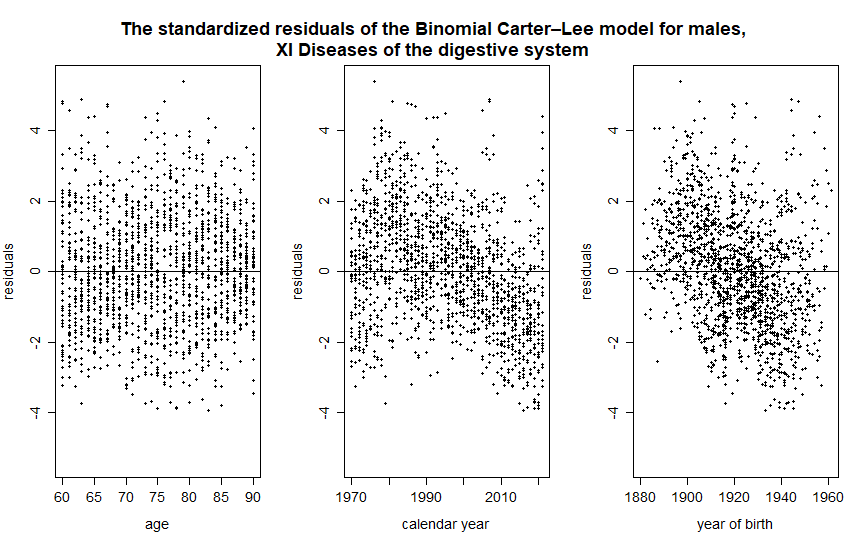 The standardized residuals of the Binomial Carter–Lee model for males,
XI Diseases of the digestive system
residuals
4
2
0
-2
-4
60 65 70 75 80 85 90
age
residuals
4
2
0
-2
-4
1970 1990 2010
calendar year
residuals
4
2
0
-2
-4
1880 1900 1920 1940 1960
year of birth